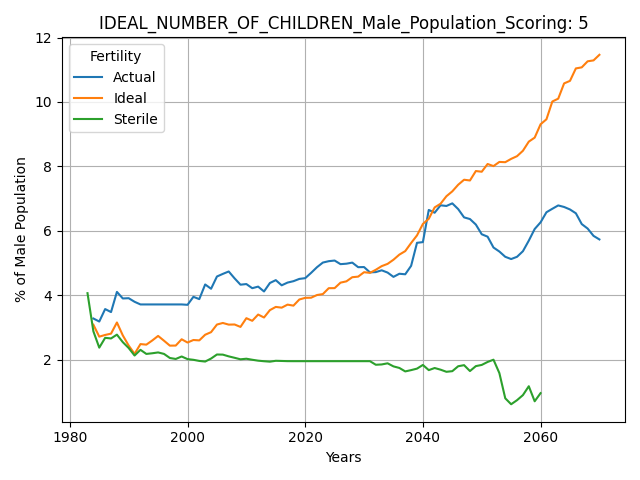 IDEAL_NUMBER_OF_CHILDREN_Male_Population_Scoring: 5
Fertility
Actual
Ideal
Sterile
% of Male Population
12
10
8
6
4
2
1980
2000
2020
2040
2060
Years